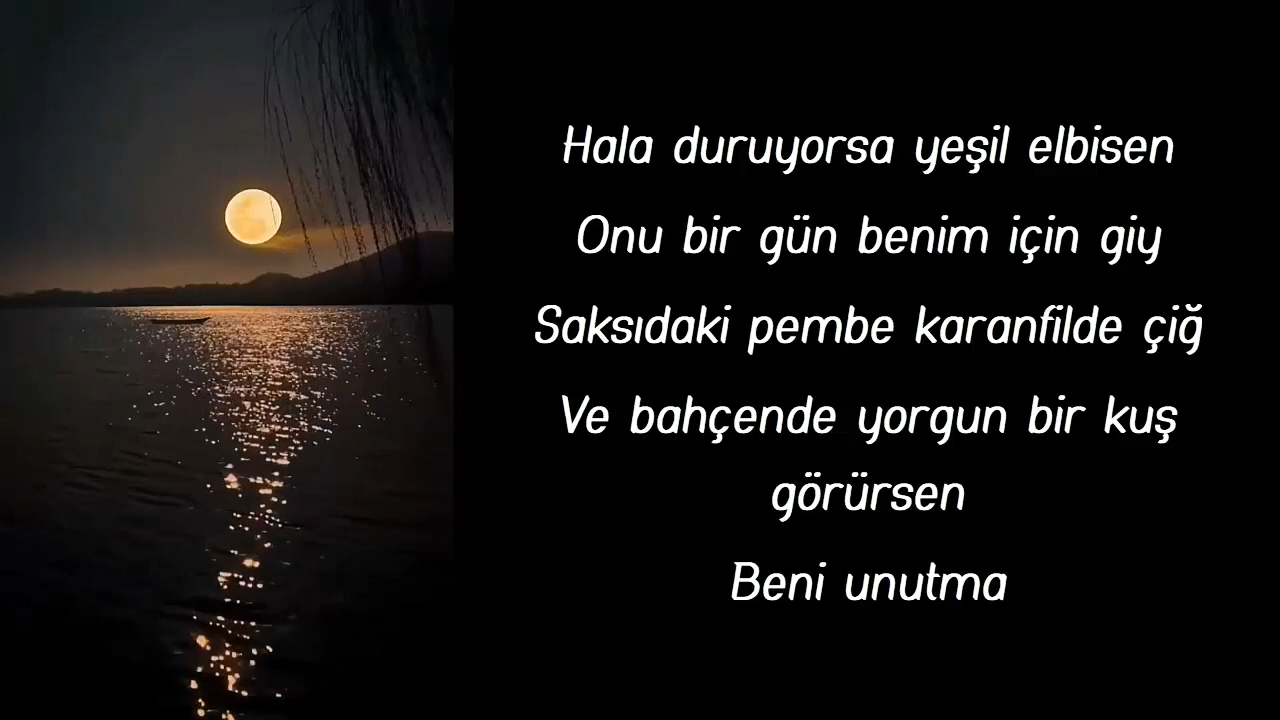 Hala duruyorsa yeşil elbisen
Onu bir gün benim için giy
Saksıdaki pembe karanfilde çiğ
Ve bahçende yorgun bir kuş
görürsen
Beni unutma